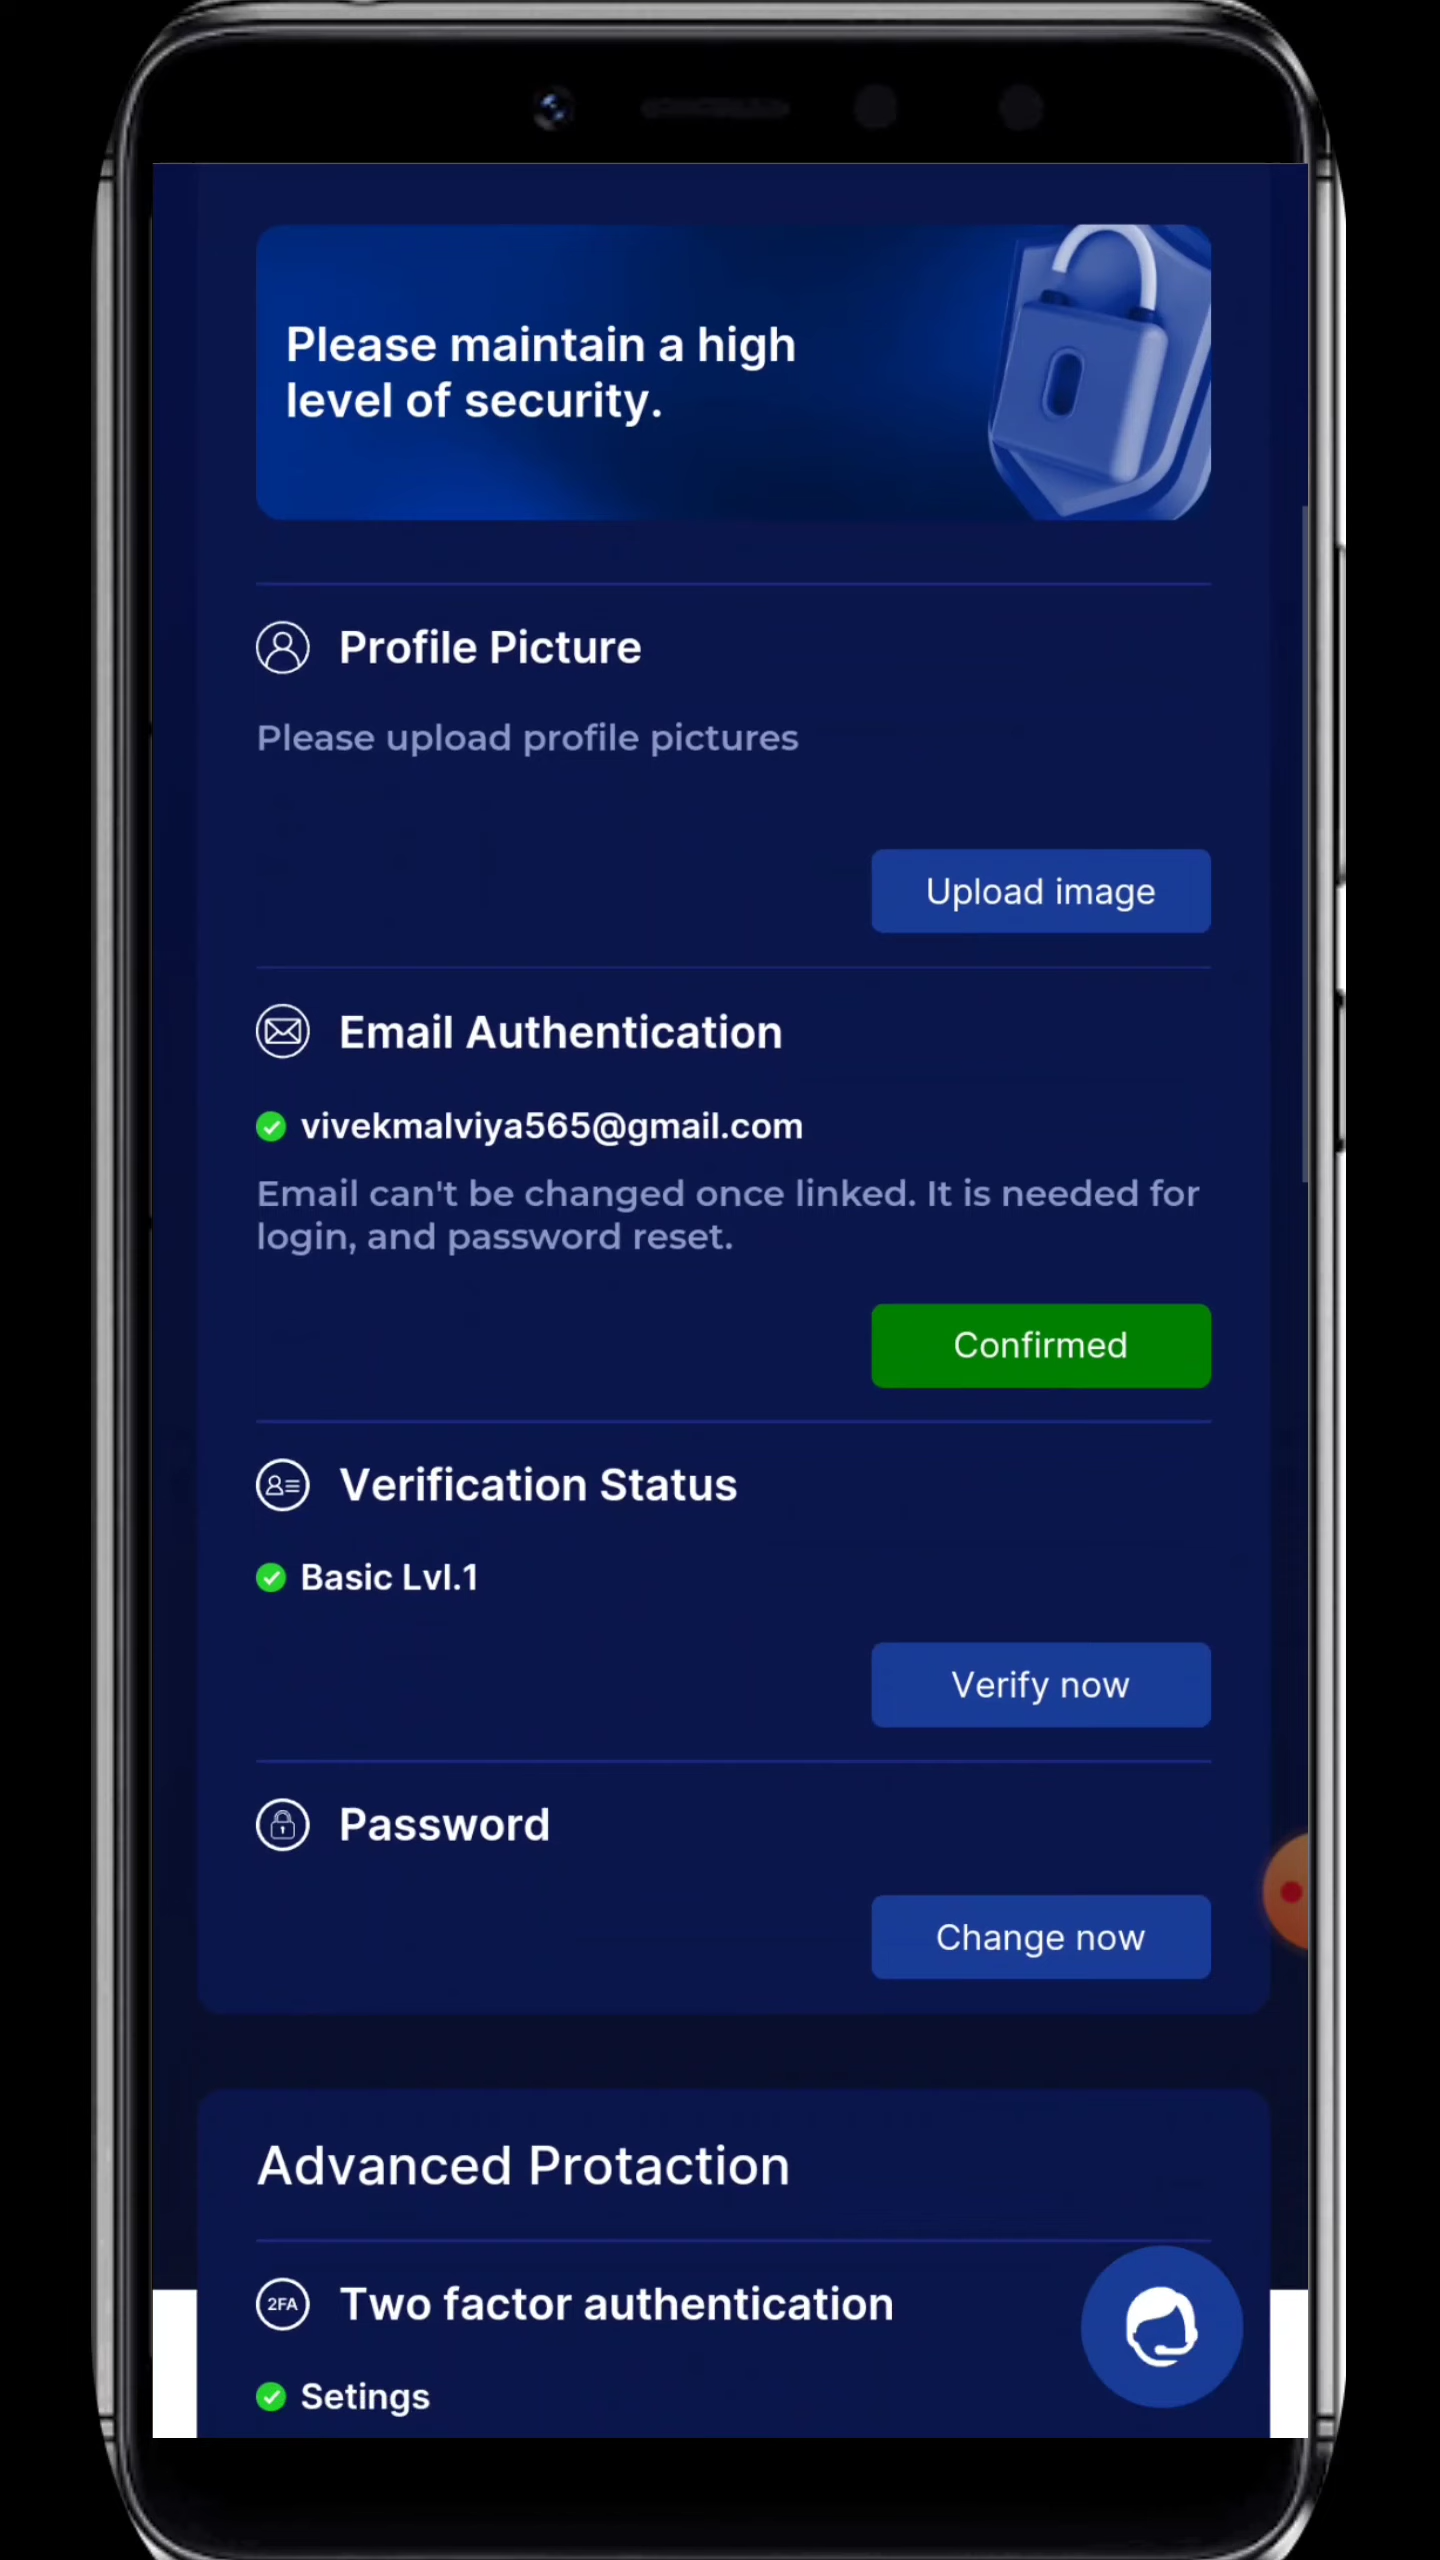 Please maintain a high
level of security.
Profile Picture
Please upload profile pictures
Upload image
Email Authentication
vivekmalviya565@gmail.com
Email can't be changed once linked. It is needed for
login, and password reset.
Confirmed
Verification Status
Basic Lvl.1
Verify now
Password
Change now
Advanced Protaction
2FA Two factor authentication
Setings